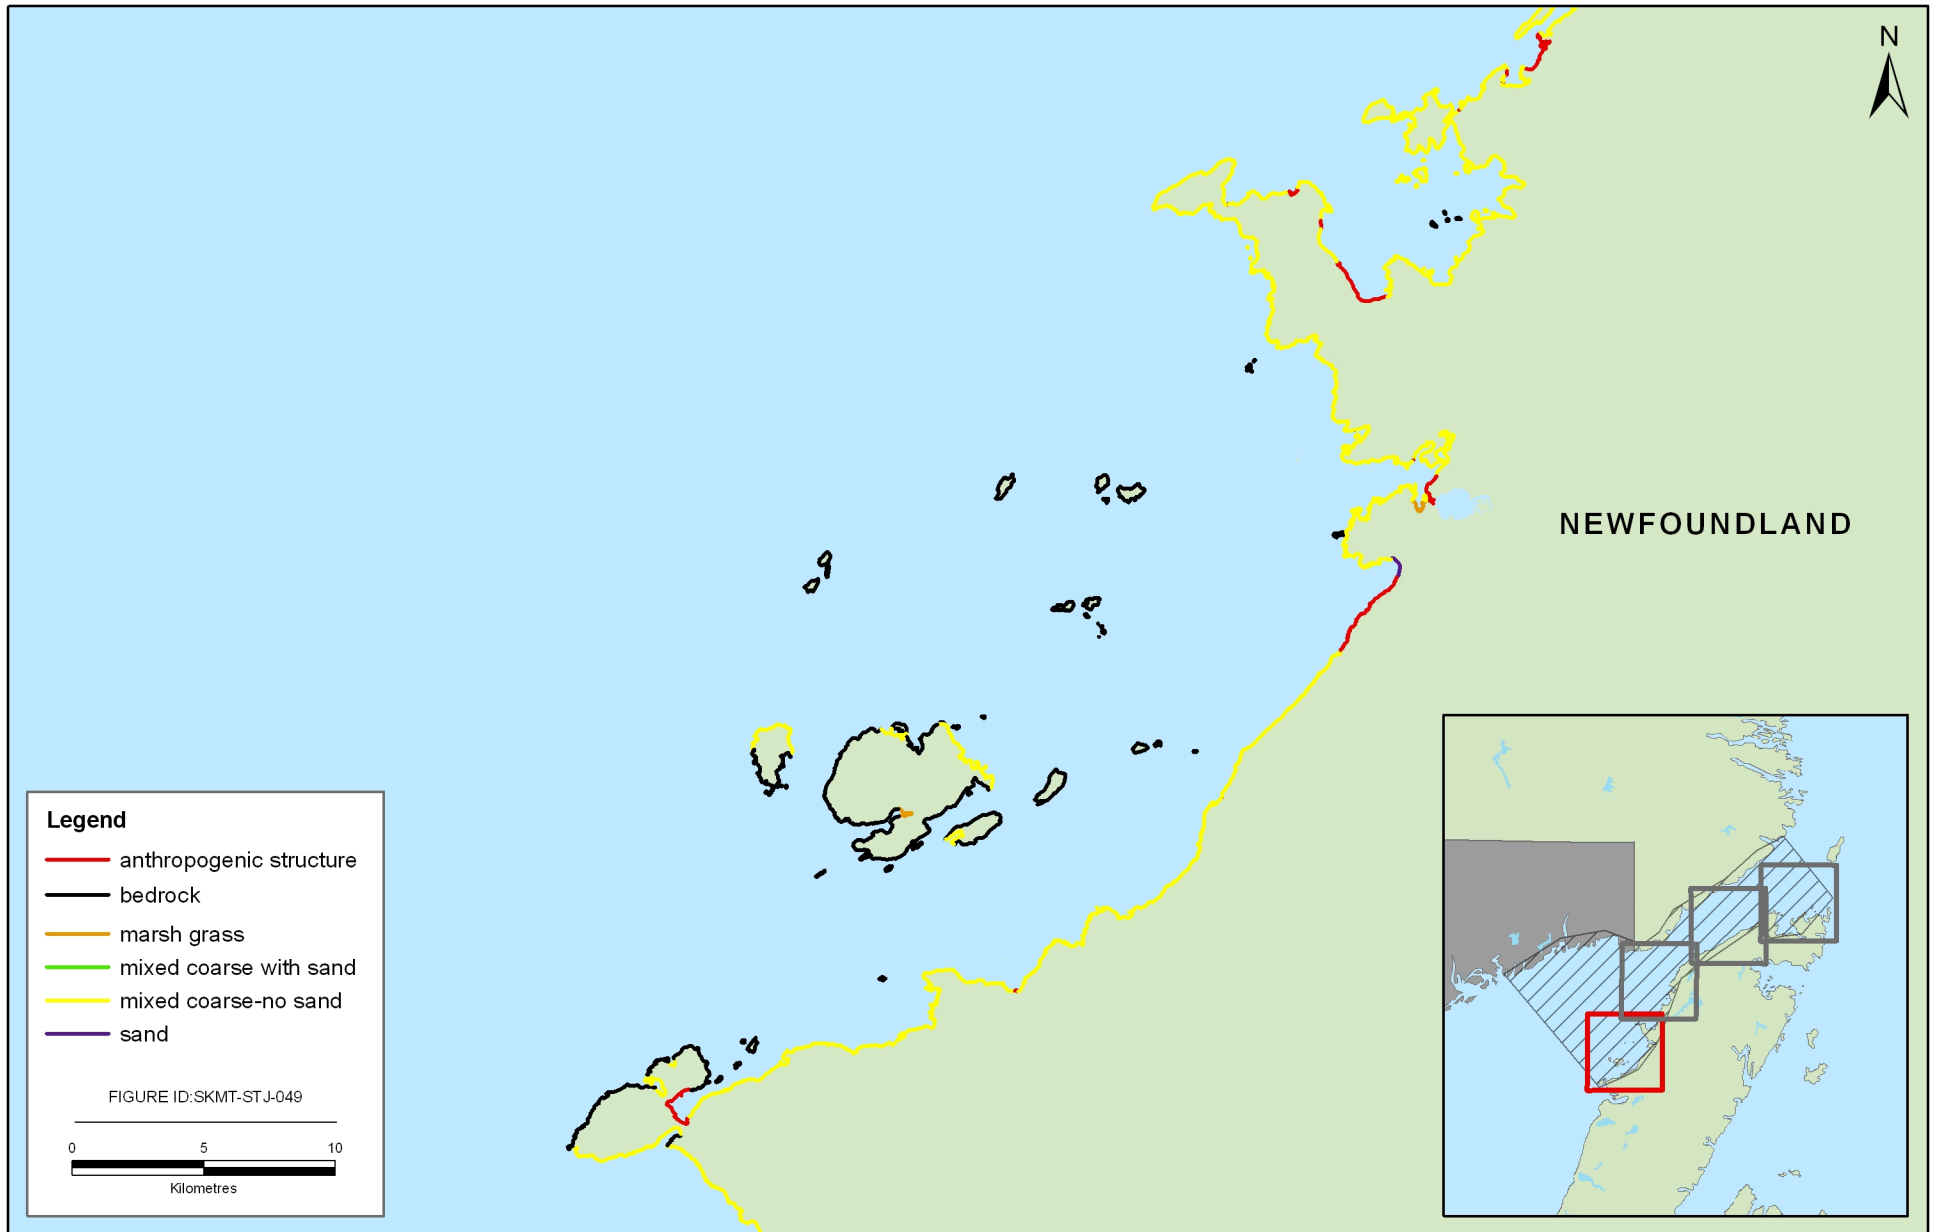 N
NEWFOUNDLAND
Legend
anthropogenic structure
bedrock
marsh grass
mixed coarse with sand
mixed coarse-no sand
sand
FIGURE ID:SKMT-STJ-049
0 5 10
Kilometres